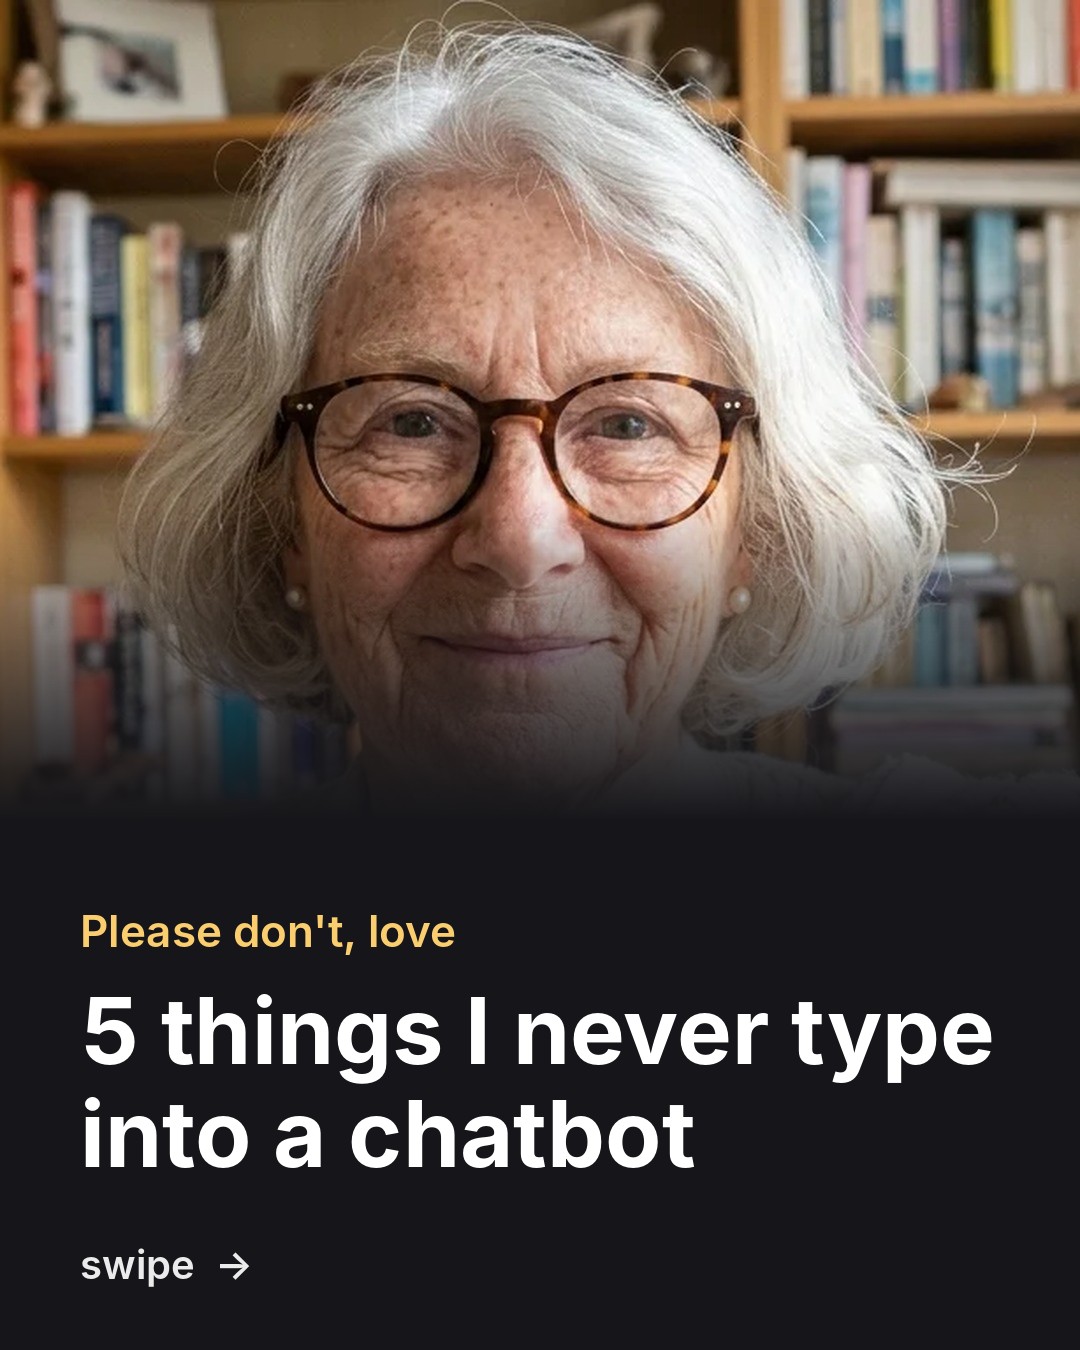 Please don't, love
5 things I never type
into a chatbot
swipe →